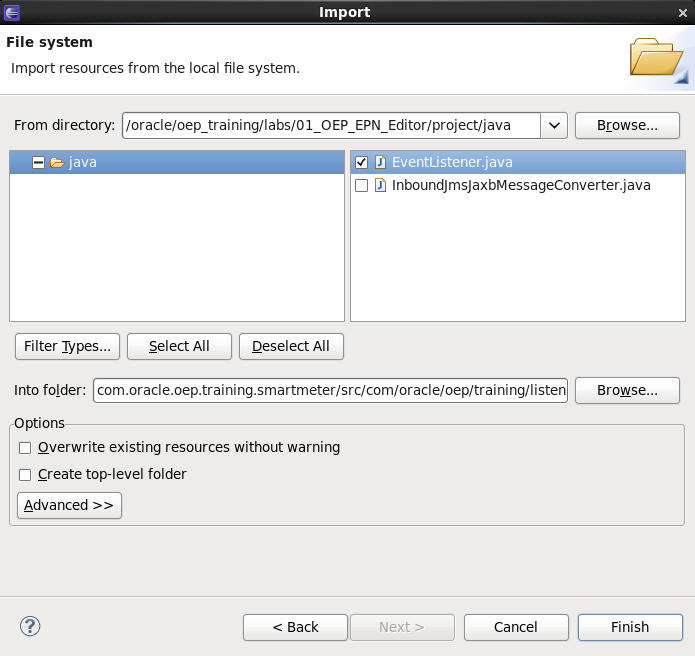 Import
File system
Import resources from the local file system.
From directory: /oracle/oep_training/labs/01_OEP_EPN_Editor/project/java Browse...
java
EventListener.java
InboundJmsJaxbMessageConverter.java
Filter Types... Select All Deselect All
Into folder: com.oracle.oep.training.smartmeter/src/com/oracle/oep/training/listen Browse...
Options
Overwrite existing resources without warning
Create top-level folder
Advanced >>
? < Back Next > Cancel Finish